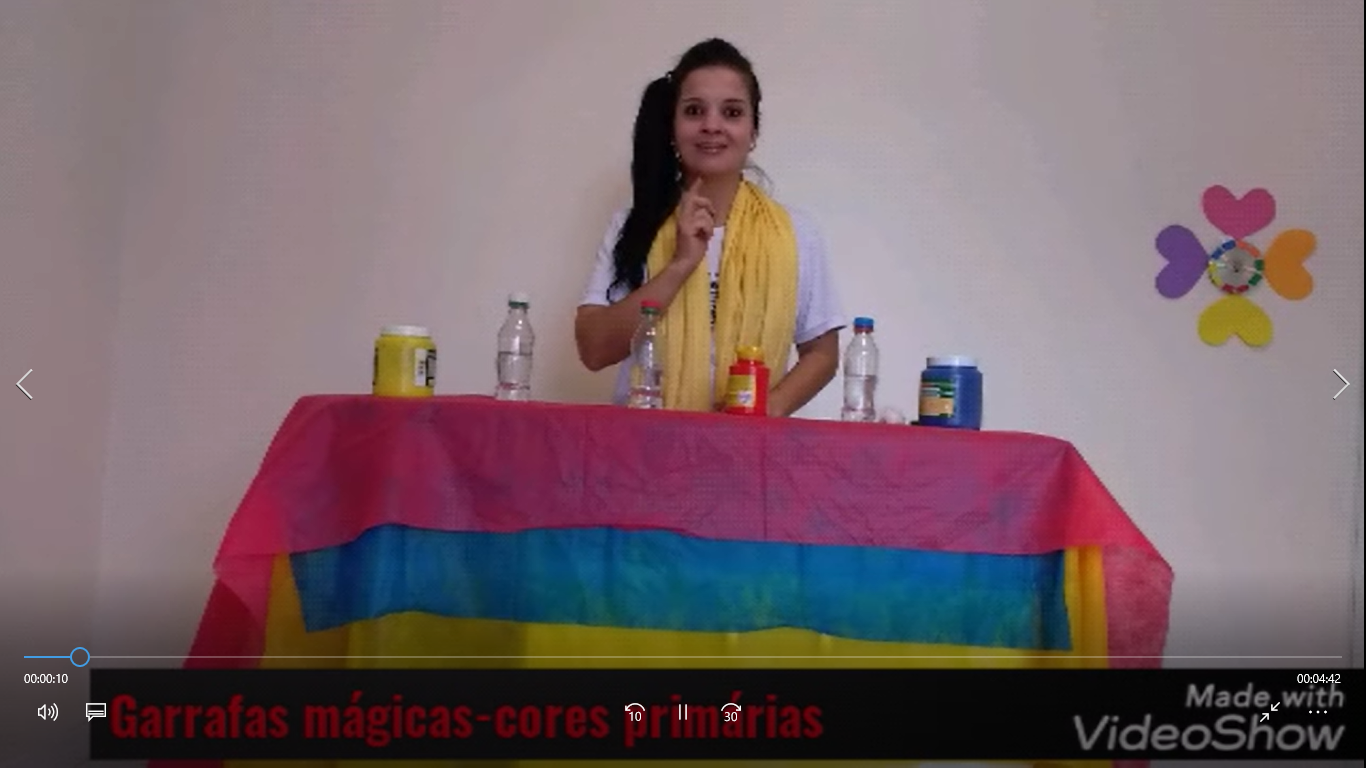 00:00:10
00:04:42
Garrafas mágicas-cores primárias
10
30
Made with
VideoShow